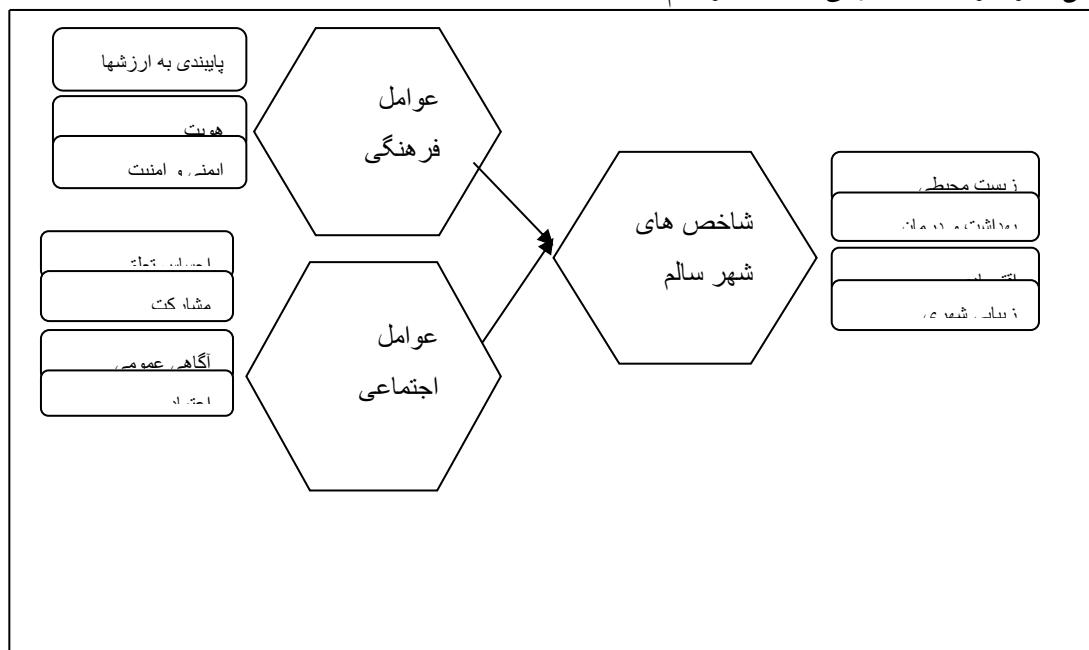 پایبندی به ارزشها
هویت
ایمنی و امنیت
عوامل
فرهنگی
احساس تعلق
مشارکت
آگاهی عمومی
اعتماد
عوامل
اجتماعی
شاخص های
شهر سالم
زیست محیطی
بهداشت و درمان
زیبایی شهری